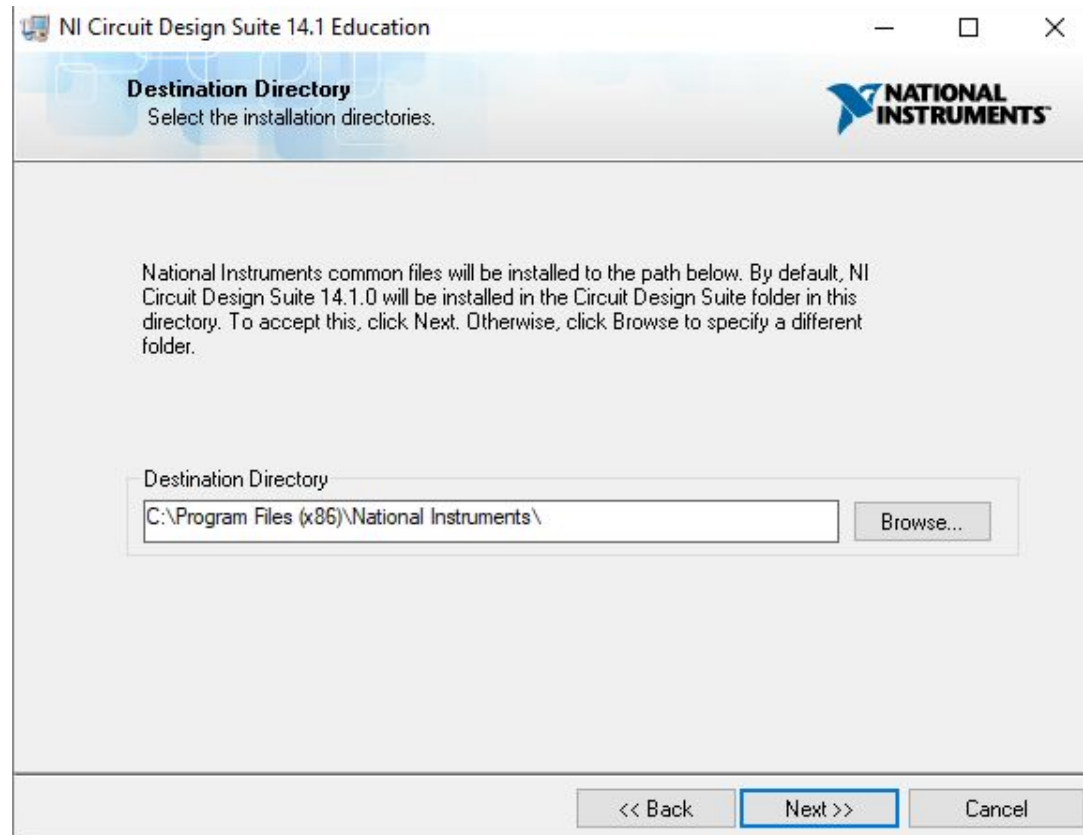 NI Circuit Design Suite 14.1 Education
Destination Directory
Select the installation directories.
NATIONAL
INSTRUMENTS™
National Instruments common files will be installed to the path below. By default, NI
Circuit Design Suite 14.1.0 will be installed in the Circuit Design Suite folder in this
directory. To accept this, click Next. Otherwise, click Browse to specify a different
folder.
Destination Directory
C:\Program Files (x86)\National Instruments\
Browse...
<< Back
Next >>
Cancel